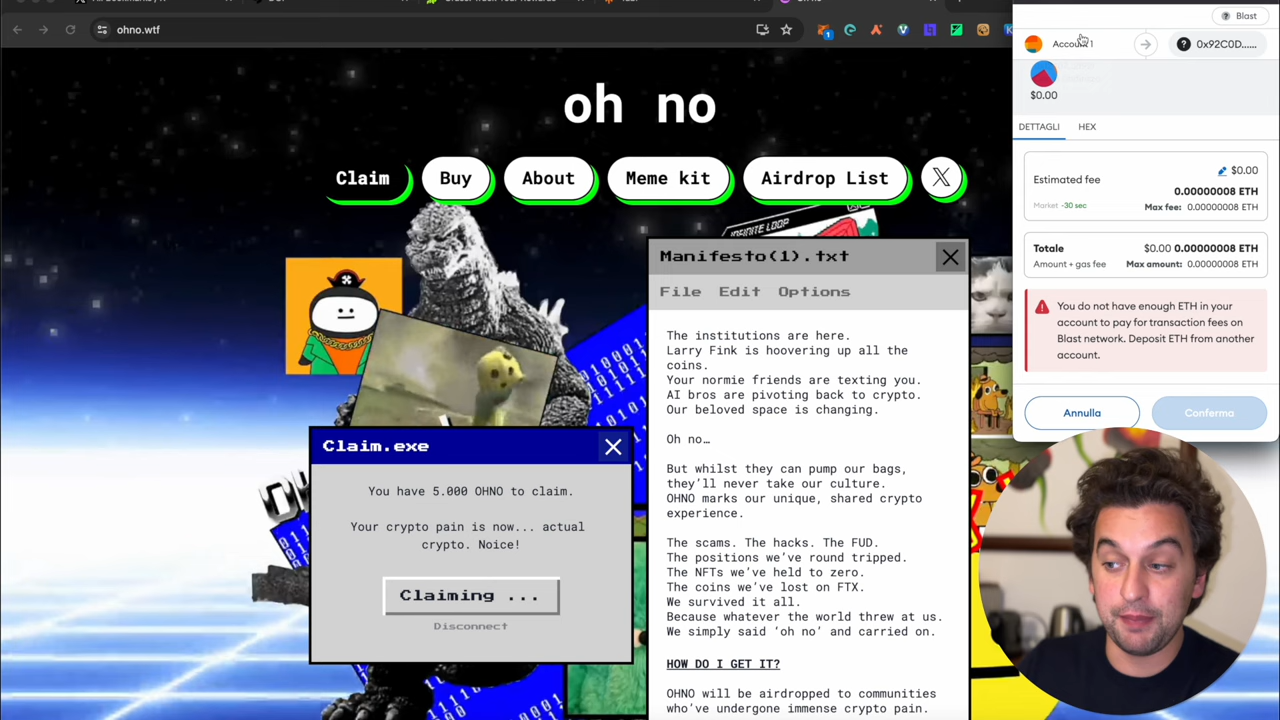 ohno.wtf
oh no
Claim
Buy
About
Meme kit
Airdrop List
INFINITE LOOP
Manifesto(1).txt
File Edit Options
The institutions are here.
Larry Fink is hoovering up all the
coins.
Your normie friends are texting you.
AI bros are pivoting back to crypto.
Our beloved space is changing.
Oh no…
But whilst they can pump our bags,
they’ll never take our culture.
OHNO marks our unique, shared crypto
experience.
The scams. The hacks. The FUD.
The positions we’ve round tripped.
The NFTs we’ve held to zero.
The coins we’ve lost on FTX.
We survived it all.
Because whatever the world threw at us.
We simply said ‘oh no’ and carried on.
HOW DO I GET IT?
OHNO will be airdropped to communities
who’ve undergone immense crypto pain.
Claim.exe
You have 5.000 OHNO to claim.
Your crypto pain is now... actual
crypto. Noice!
Claiming ...
Disconnect
Blast
Account 1
0x92C0D......
$0.00
DETTAGLI
HEX
Estimated fee
$0.00
0.00000008 ETH
Market ~30 sec
Max fee: 0.00000008 ETH
Totale
$0.00 0.00000008 ETH
Amount + gas fee
Max amount: 0.00000008 ETH
You do not have enough ETH in your
account to pay for transaction fees on
Blast network. Deposit ETH from another
account.
Annulla
Conferma